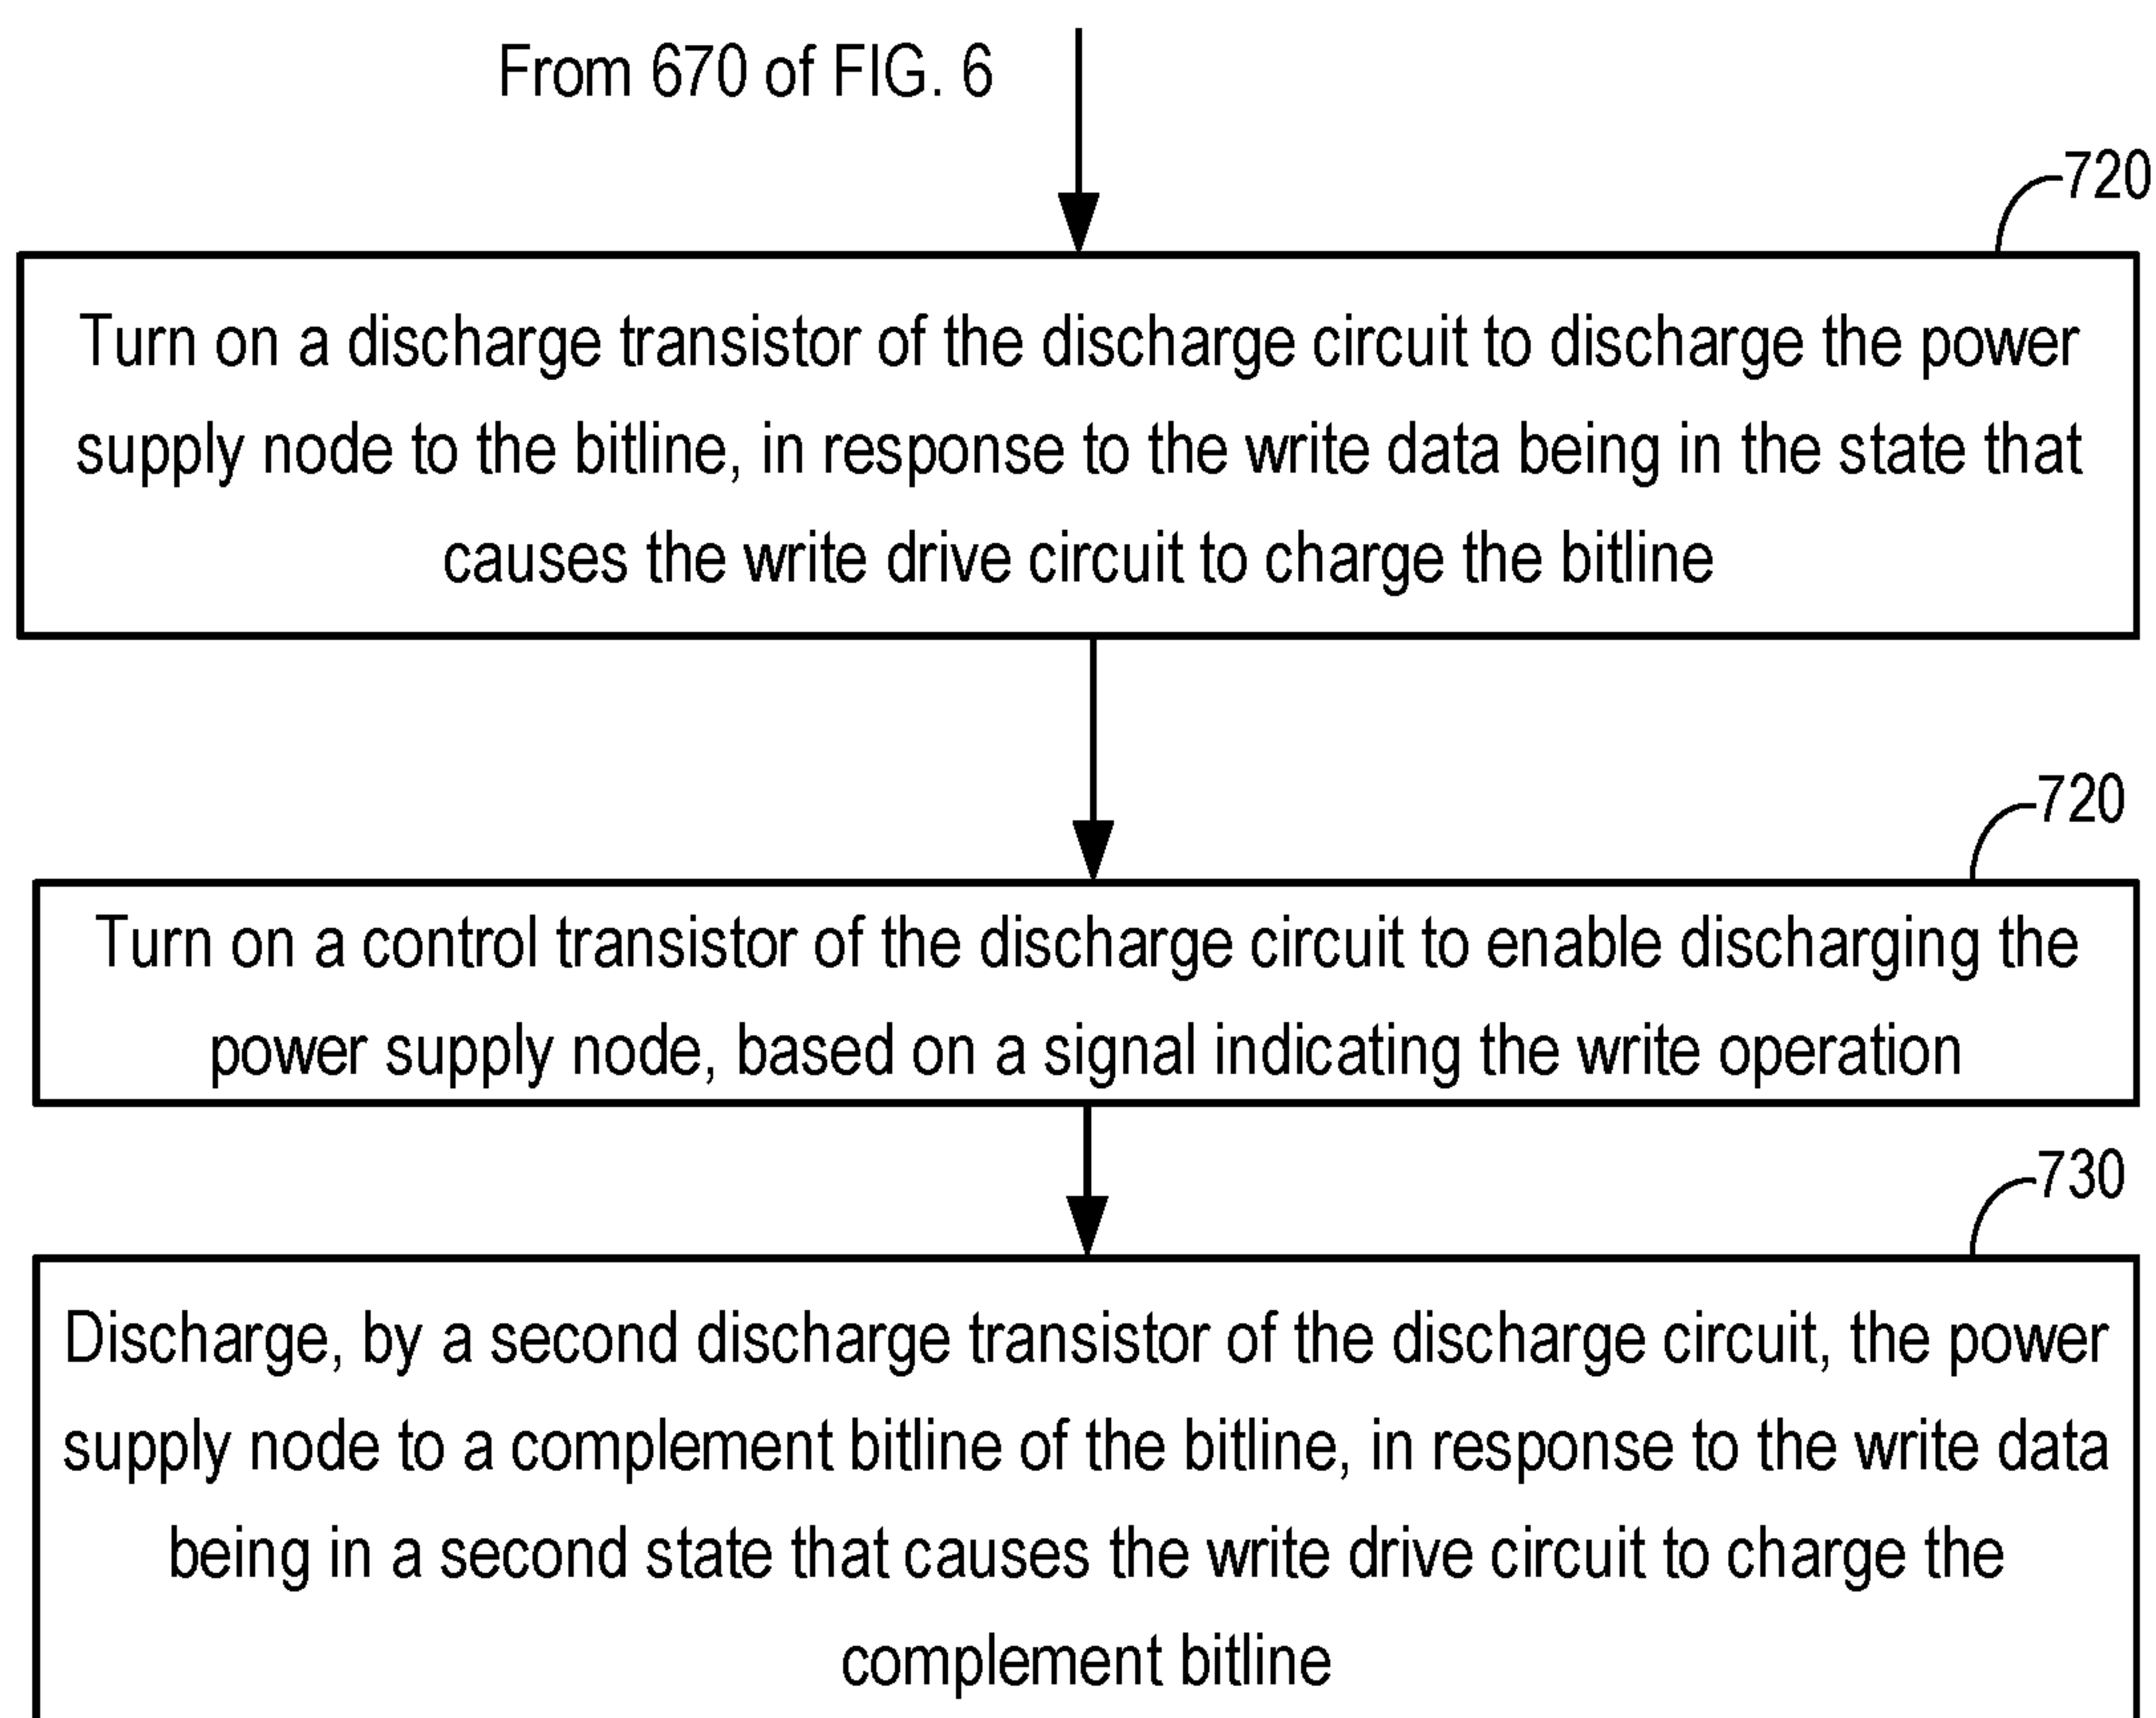 From 670 of FIG. 6
720
Turn on a discharge transistor of the discharge circuit to discharge the power
supply node to the bitline, in response to the write data being in the state that
causes the write drive circuit to charge the bitline
720
Turn on a control transistor of the discharge circuit to enable discharging the
power supply node, based on a signal indicating the write operation
730
Discharge, by a second discharge transistor of the discharge circuit, the power
supply node to a complement bitline of the bitline, in response to the write data
being in a second state that causes the write drive circuit to charge the
complement bitline